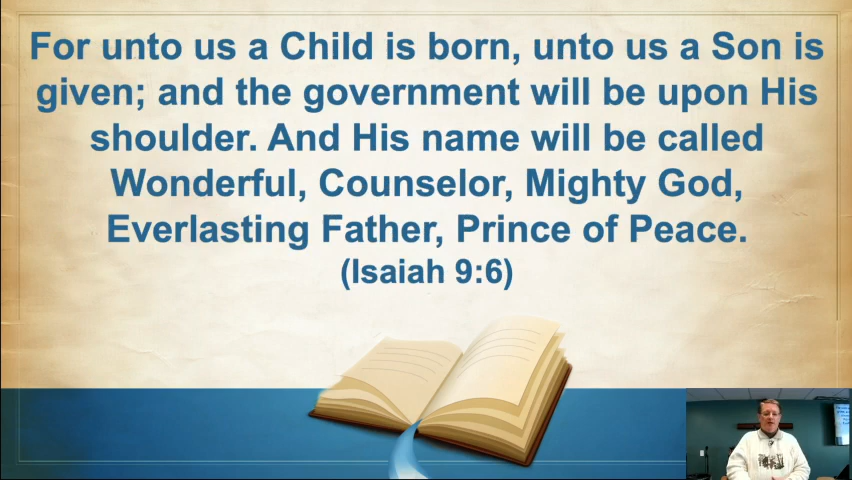 For unto us a Child is born, unto us a Son is
given; and the government will be upon His
shoulder. And His name will be called
Wonderful, Counselor, Mighty God,
Everlasting Father, Prince of Peace.
(Isaiah 9:6)